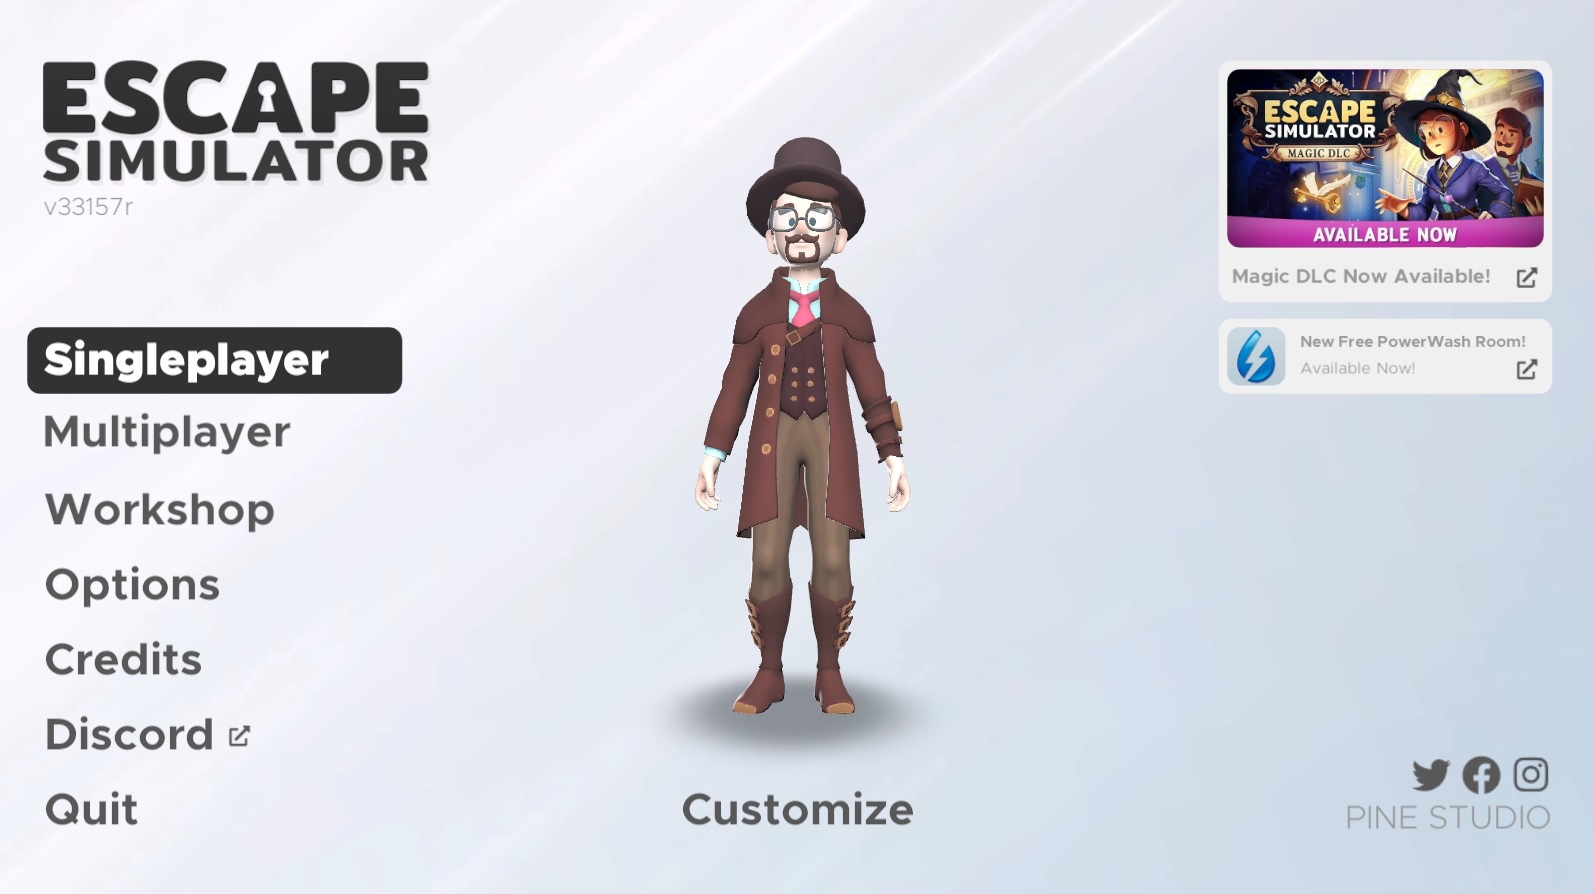 ESCAPE
SIMULATOR
v33157r
Singleplayer
Multiplayer
Workshop
Options
Credits
Discord
Quit
Customize
ESCAPE
SIMULATOR
MAGIC DLC
AVAILABLE NOW
Magic DLC Now Available!
New Free PowerWash Room!
Available Now!
PINE STUDIO